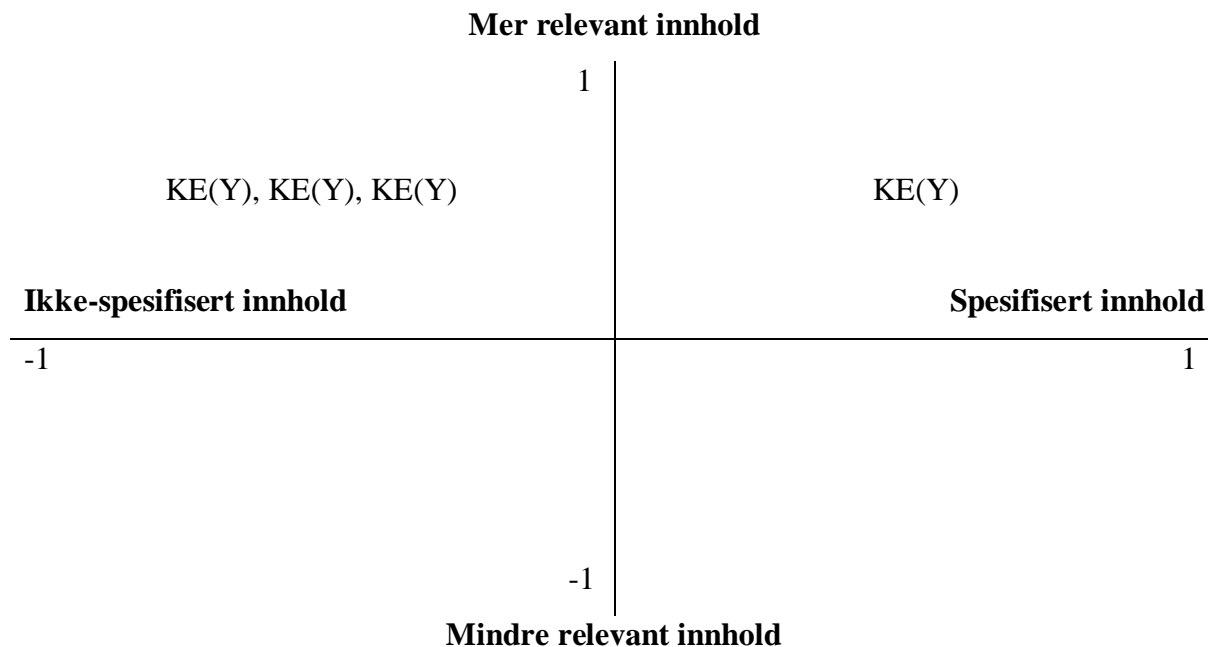 Mer relevant innhold
1
KE(Y), KE(Y), KE(Y) KE(Y)
Ikke-spesifisert innhold Spesifisert innhold
-1 1
-1
Mindre relevant innhold